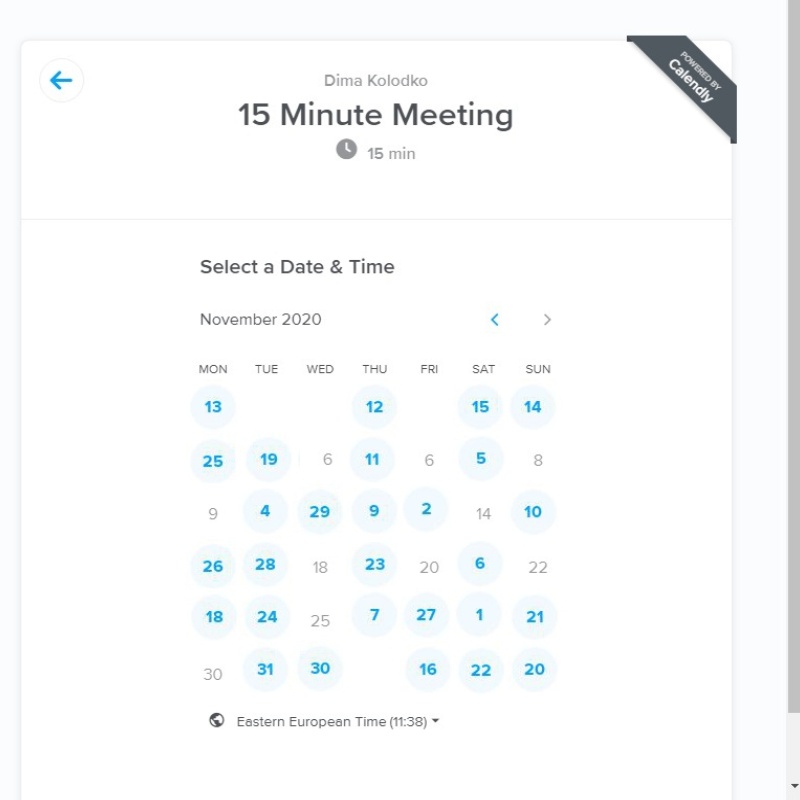 POWERED BY
Calendly
Dima Kolodko
15 Minute Meeting
15 min
Select a Date & Time
November 2020
MON TUE WED THU FRI SAT SUN
13 12 15 14
25 19 6 11 6 5 8
9 4 29 9 2 14 10
26 28 18 23 20 6 22
18 24 25 7 27 1 21
30 31 30 16 22 20
Eastern European Time (11:38)